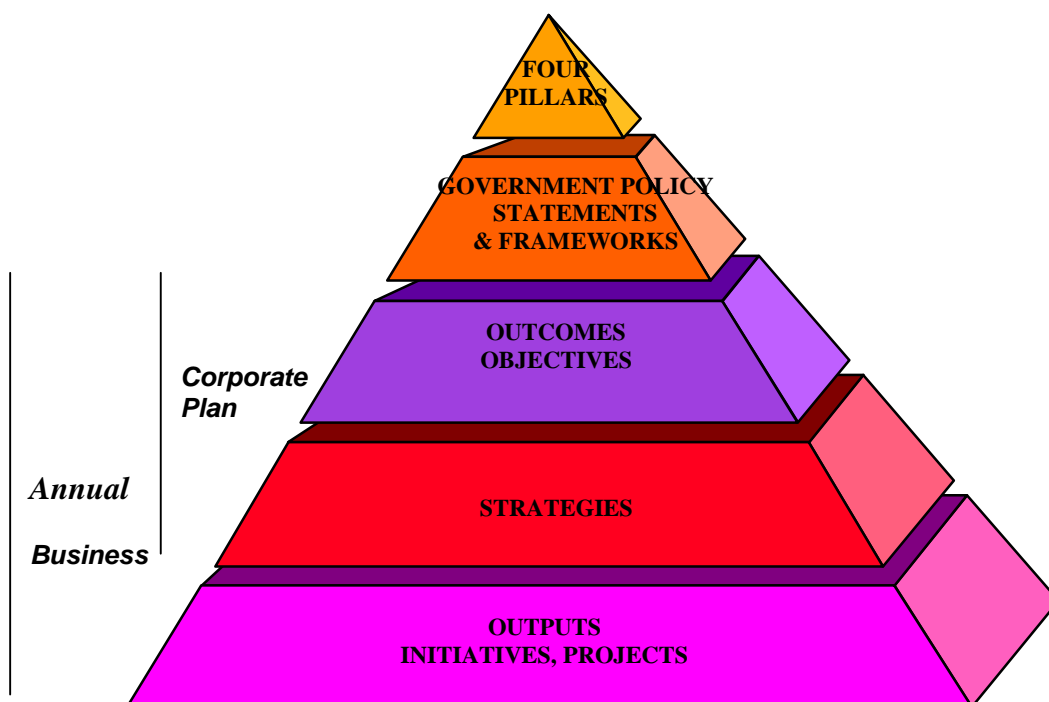 FOUR
PILLARS
GOVERNMENT POLICY
STATEMENTS
& FRAMEWORKS
OUTCOMES
OBJECTIVES
Corporate
Plan
STRATEGIES
Annual
Business
OUTPUTS
INITIATIVES, PROJECTS